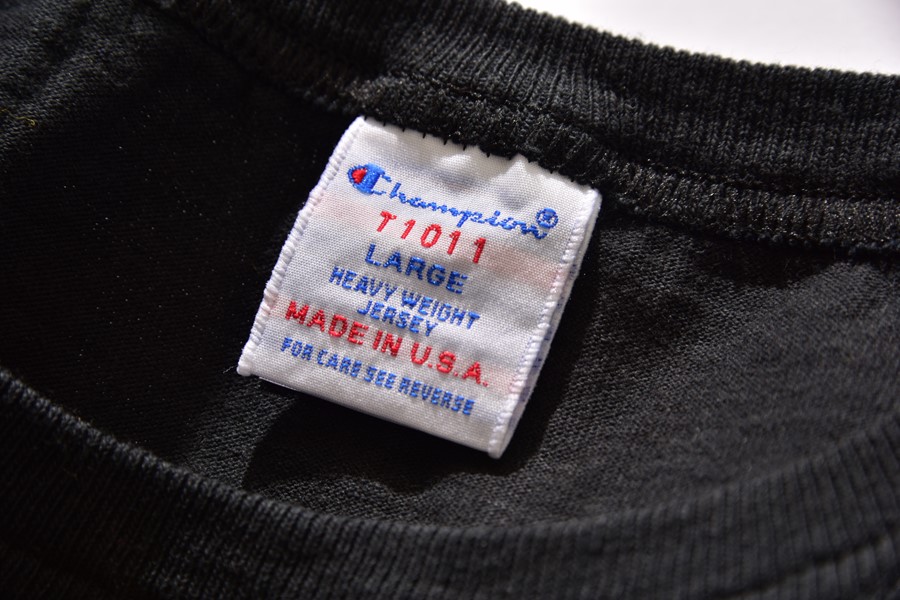 Champion®
T1011
LARGE
HEAVY WEIGHT
JERSEY
MADE IN U.S.A.
FOR CARE SEE REVERSE